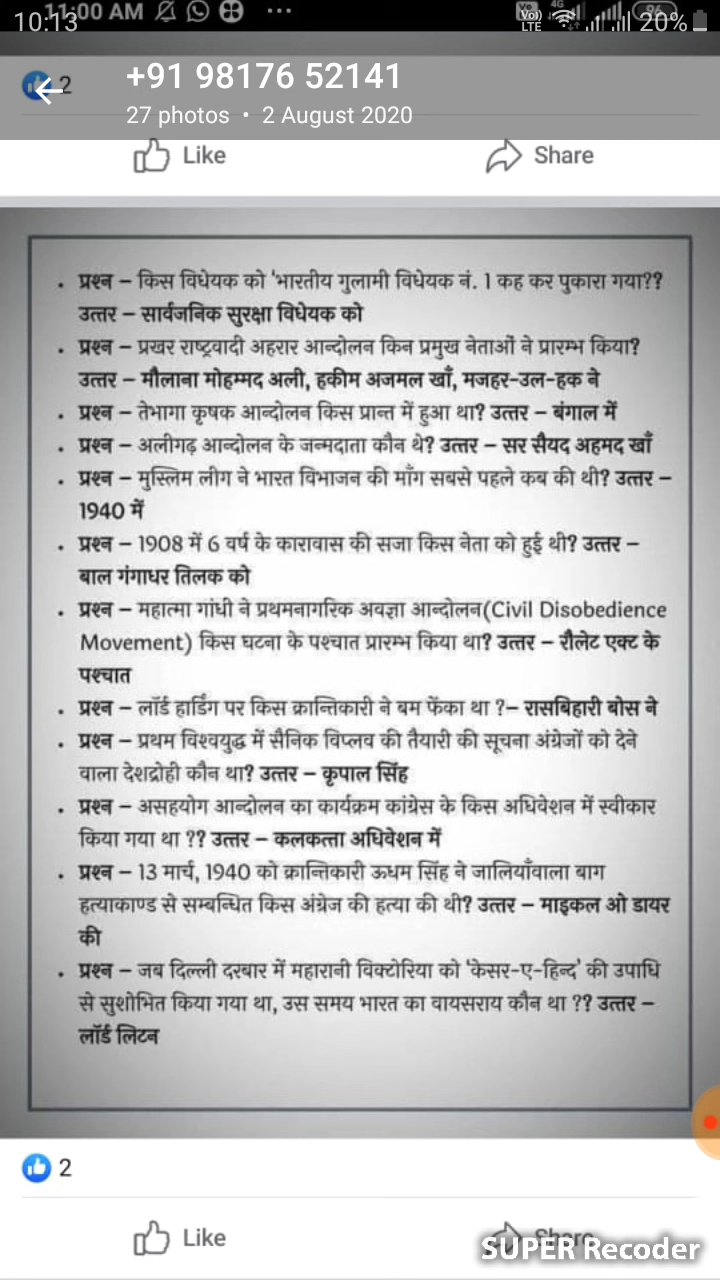 11:00 AM
10:13
Vo) LTE 4G 20%
2
+91 98176 52141
27 photos • 2 August 2020
Like Share
• प्रश्न – किस विधेयक को 'भारतीय गुलामी विधेयक नं. 1 कह कर पुकारा गया??
उत्तर – सार्वजनिक सुरक्षा विधेयक को
• प्रश्न – प्रखर राष्ट्रवादी अहरार आन्दोलन किन प्रमुख नेताओं ने प्रारम्भ किया?
उत्तर – मौलाना मोहम्मद अली, हकीम अजमल खाँ, मजहर-उल-हक ने
• प्रश्न – तेभागा कृषक आन्दोलन किस प्रान्त में हुआ था? उत्तर – बंगाल में
• प्रश्न – अलीगढ़ आन्दोलन के जन्मदाता कौन थे? उत्तर – सर सैयद अहमद खाँ
• प्रश्न – मुस्लिम लीग ने भारत विभाजन की माँग सबसे पहले कब की थी? उत्तर –
1940 में
• प्रश्न – 1908 में 6 वर्ष के कारावास की सजा किस नेता को हुई थी? उत्तर –
बाल गंगाधर तिलक को
• प्रश्न – महात्मा गांधी ने प्रथमनागरिक अवज्ञा आन्दोलन(Civil Disobedience
Movement) किस घटना के पश्चात प्रारम्भ किया था? उत्तर – रौलेट एक्ट के
पश्चात
• प्रश्न – लॉर्ड हार्डिंग पर किस क्रान्तिकारी ने बम फेंका था ?– रासबिहारी बोस ने
• प्रश्न – प्रथम विश्वयुद्ध में सैनिक विप्लव की तैयारी की सूचना अंग्रेजों को देने
वाला देशद्रोही कौन था? उत्तर – कृपाल सिंह
• प्रश्न – असहयोग आन्दोलन का कार्यक्रम कांग्रेस के किस अधिवेशन में स्वीकार
किया गया था ?? उत्तर – कलकत्ता अधिवेशन में
• प्रश्न – 13 मार्च, 1940 को क्रान्तिकारी ऊधम सिंह ने जालियाँवाला बाग
हत्याकाण्ड से सम्बन्धित किस अंग्रेज की हत्या की थी? उत्तर – माइकल ओ डायर
की
• प्रश्न – जब दिल्ली दरबार में महारानी विक्टोरिया को 'केसर-ए-हिन्द' की उपाधि
से सुशोभित किया गया था, उस समय भारत का वायसराय कौन था ?? उत्तर –
लॉर्ड लिटन
2
Like Share
SUPER Recoder